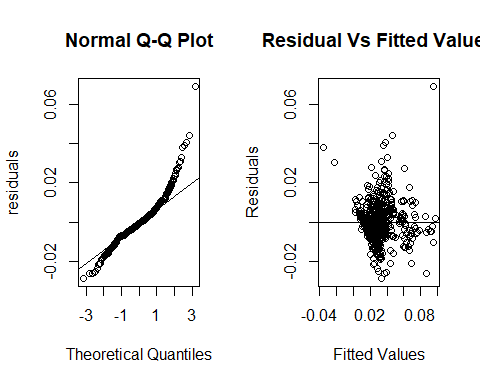 Normal Q-Q Plot
residuals
-0.02
0.02
0.06
-3
-1
1
3
Theoretical Quantiles
Residual Vs Fitted Value
Residuals
-0.02
0.02
0.06
-0.04
0.02
0.08
Fitted Values